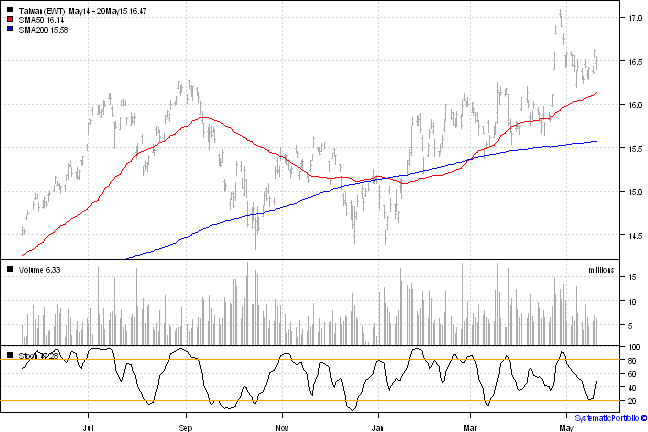 Taiwan (EWT) May14 - 20May15 16.47
SMA50 16.14
SMA200 15.58
17.0
16.5
16.0
15.5
15.0
14.5
Volume 6.33
millions
15
10
5
100
80
60
40
20
Jul
Sep
Nov
Jan
Mar
May
SystematicPortfolio ©